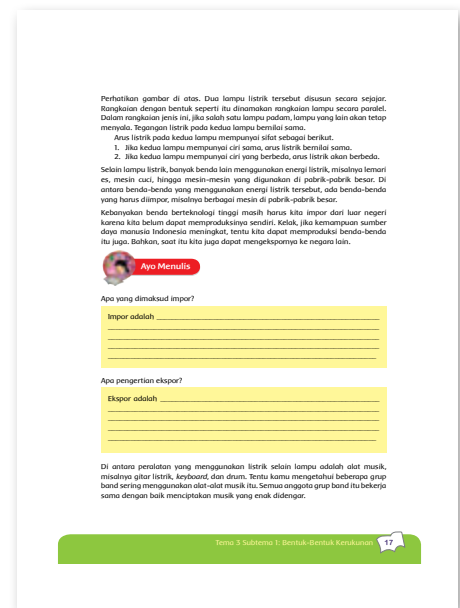 Perhatikan gambar di atas. Dua lampu listrik tersebut disusun secara sejajar.
Rangkaian dengan bentuk seperti itu dinamakan rangkaian lampu secara paralel.
Dalam rangkaian jenis ini, jika salah satu lampu padam, lampu yang lain akan tetap
menyala. Tegangan listrik pada kedua lampu bernilai sama.
Arus listrik pada kedua lampu mempunyai sifat sebagai berikut.
1. Jika kedua lampu mempunyai ciri sama, arus listrik bernilai sama.
2. Jika kedua lampu mempunyai ciri yang berbeda, arus listrik akan berbeda.
Selain lampu listrik, banyak benda lain menggunakan energi listrik, misalnya lemari
es, mesin cuci, hingga mesin-mesin yang digunakan di pabrik-pabrik besar. Di
antara benda-benda yang menggunakan energi listrik tersebut, ada benda-benda
yang harus diimpor, misalnya berbagai mesin di pabrik-pabrik besar.
Kebanyakan benda berteknologi tinggi masih harus kita impor dari luar negeri
karena kita belum dapat memproduksinya sendiri. Kelak, jika kemampuan sumber
daya manusia Indonesia meningkat, tentu kita dapat memproduksi benda-benda
itu juga. Bahkan, saat itu kita juga dapat mengekspornya ke negara lain.
Ayo Menulis
Apa yang dimaksud impor?
Impor adalah
Apa pengertian ekspor?
Ekspor adalah
Di antara peralatan yang menggunakan listrik selain lampu adalah alat musik,
misalnya gitar listrik, keyboard, dan drum. Tentu kamu mengetahui beberapa grup
band sering menggunakan alat-alat musik itu. Semua anggota grup band itu bekerja
sama dengan baik menciptakan musik yang enak didengar.
Tema 3 Subtema 1: Bentuk-Bentuk Kerukunan 17